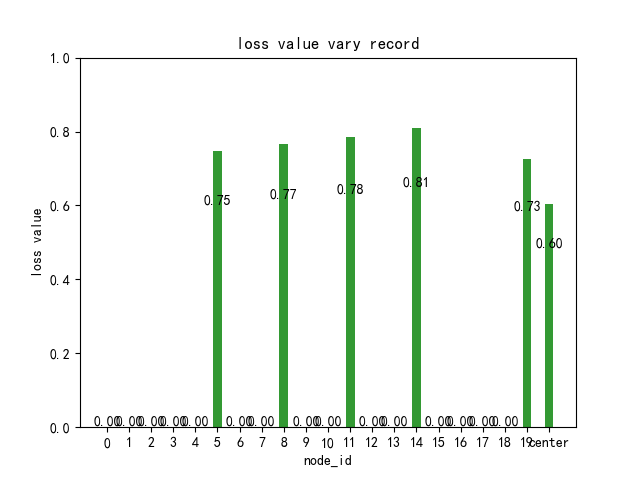 loss value vary record
1.0
0.8
0.6
0.4
0.2
0.0
loss value
0.75 0.77 0.78 0.81 0.73 0.60
0.00 0.00 0.00 0.00 0.00 0.00 0.00 0.00 0.00 0.00 0.00 0.00 0.00 0.00 0.00
0 1 2 3 4 5 6 7 8 9 10 11 12 13 14 15 16 17 18 19 center
node_id